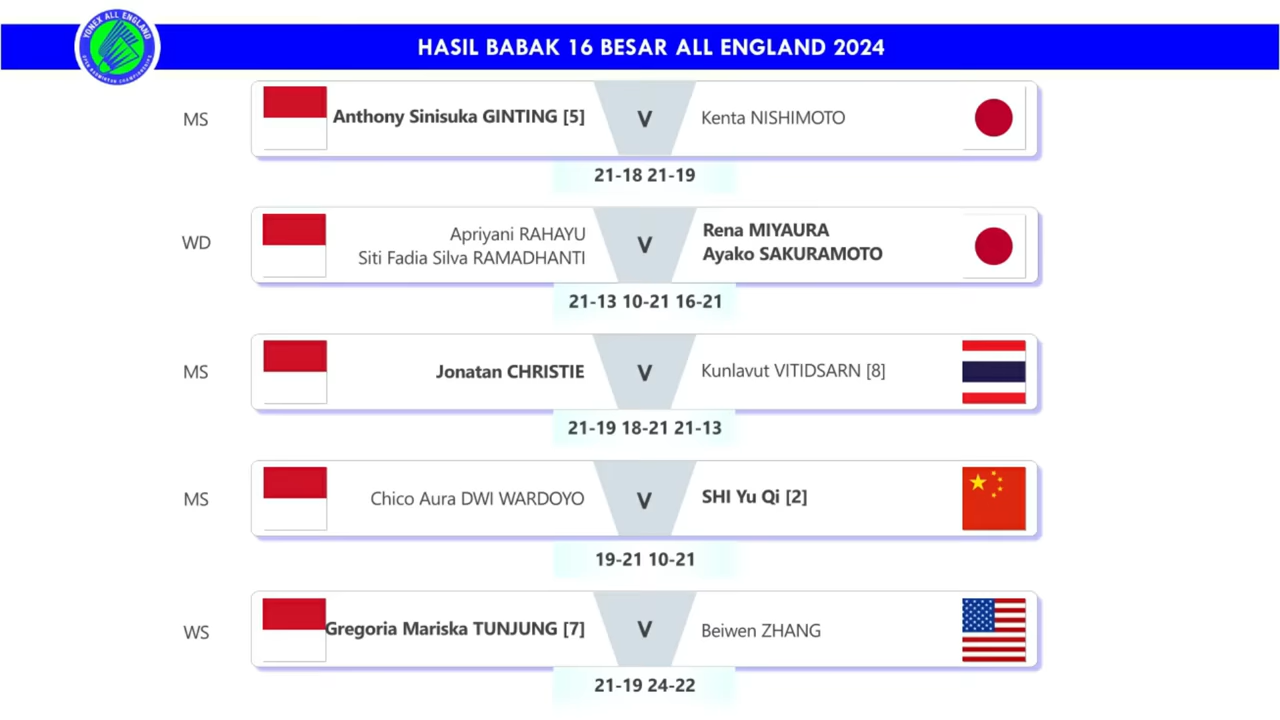 YONEX ALL ENGLAND
OPEN BADMINTON CHAMPIONSHIPS
HASIL BABAK 16 BESAR ALL ENGLAND 2024
MS
Anthony Sinisuka GINTING [5]
V
Kenta NISHIMOTO
21-18 21-19
WD
Apriyani RAHAYU
Siti Fadia Silva RAMADHANTI
V
Rena MIYAURA
Ayako SAKURAMOTO
21-13 10-21 16-21
MS
Jonatan CHRISTIE
V
Kunlavut VITIDSARN [8]
21-19 18-21 21-13
MS
Chico Aura DWI WARDOYO
V
SHI Yu Qi [2]
19-21 10-21
WS
Gregoria Mariska TUNJUNG [7]
V
Beiwen ZHANG
21-19 24-22